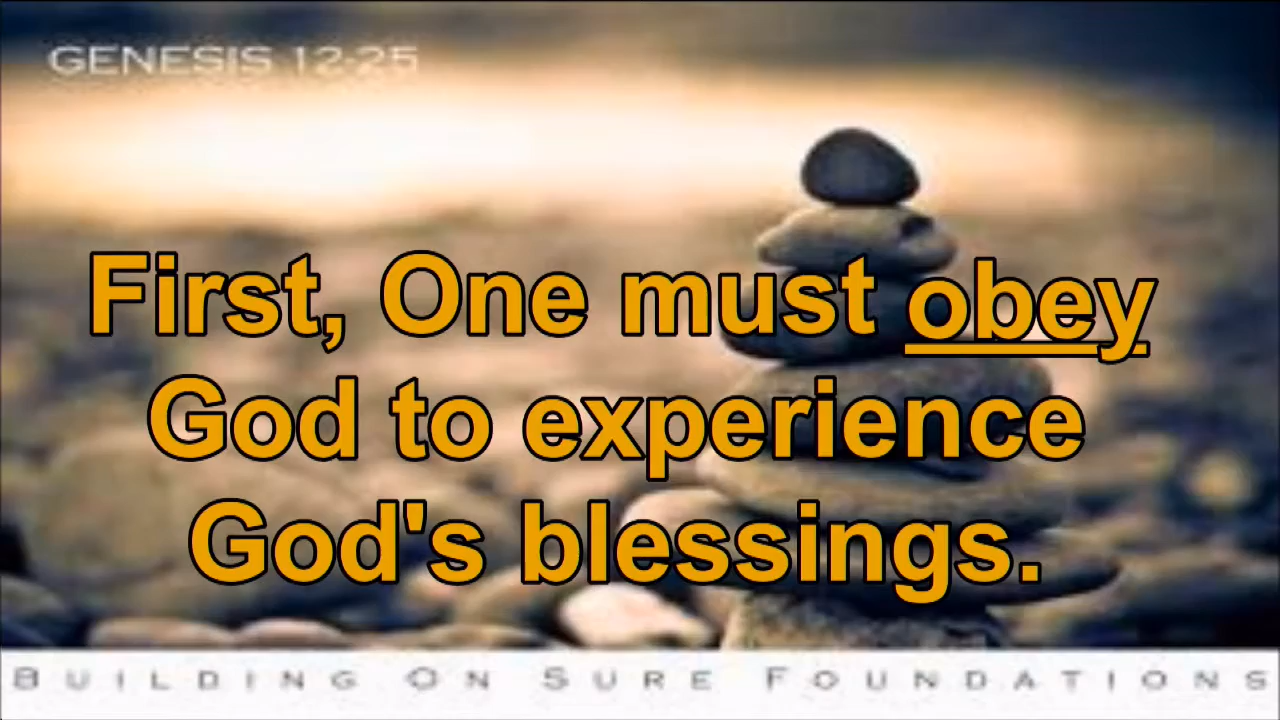 GENESIS 12-25
First, One must obey
God to experience
God's blessings.
BUILDING ON SURE FOUNDATIONS